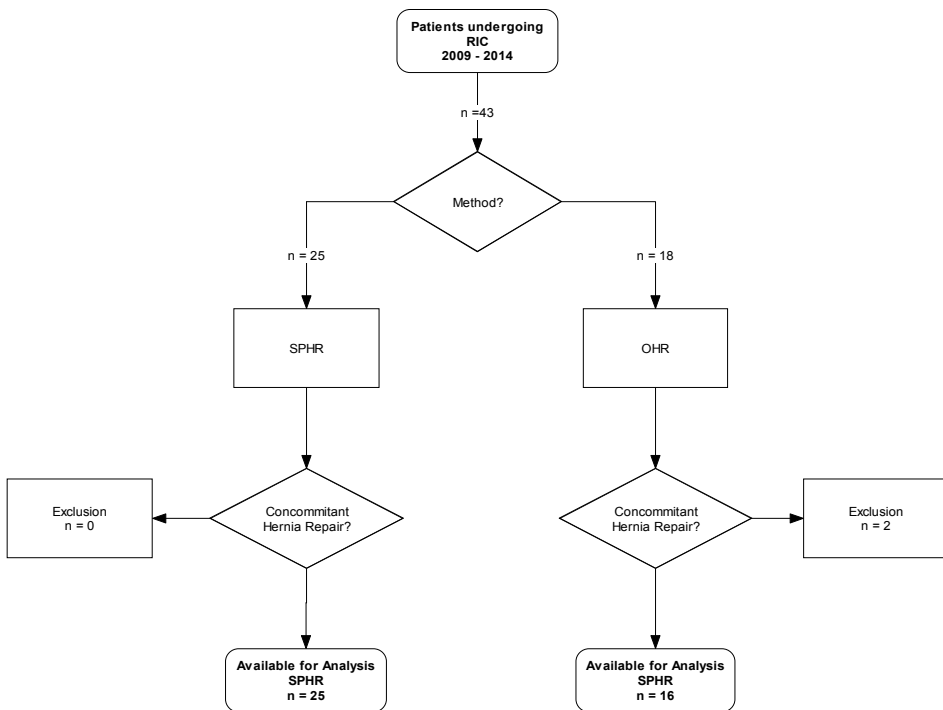 Patients undergoing
RIC
2009 - 2014
n =43
Method?
n = 25
n = 18
SPHR
OHR
Exclusion
n = 0
Concommitant
Hernia Repair?
Concommitant
Hernia Repair?
Exclusion
n = 2
Available for Analysis
SPHR
n = 25
Available for Analysis
SPHR
n = 16